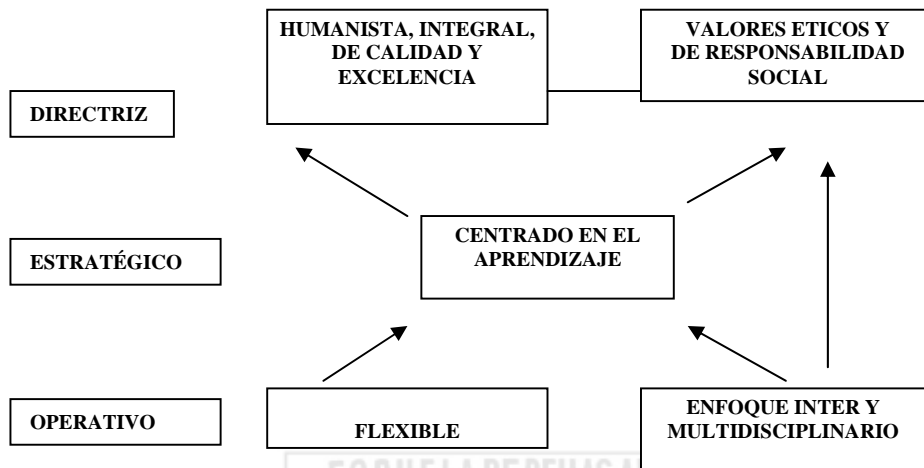 HUMANISTA, INTEGRAL,
DE CALIDAD Y
EXCELENCIA
VALORES ETICOS Y
DE RESPONSABILIDAD
SOCIAL
DIRECTRIZ
CENTRADO EN EL
APRENDIZAJE
ESTRATÉGICO
OPERATIVO
FLEXIBLE
ENFOQUE INTER Y
MULTIDISCIPLINARIO